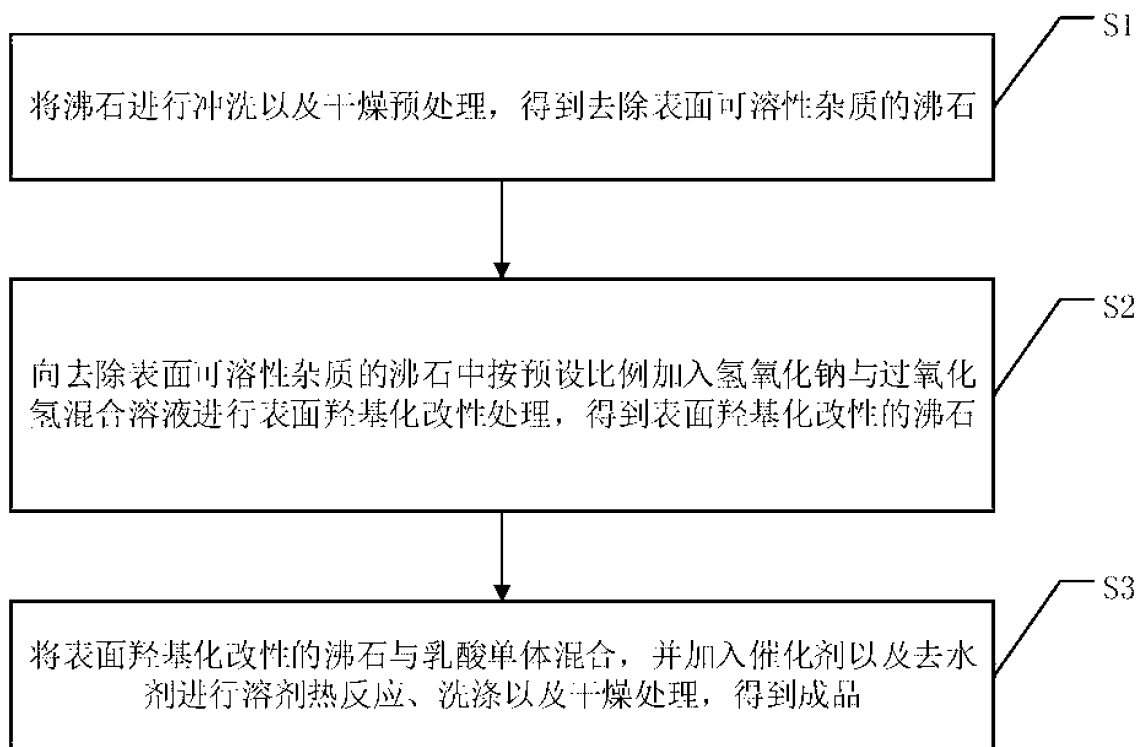 S1
将沸石进行冲洗以及干燥预处理，得到去除表面可溶性杂质的沸石
S2
向去除表面可溶性杂质的沸石中按预设比例加入氢氧化钠与过氧化
氢混合溶液进行表面羟基化改性处理，得到表面羟基化改性的沸石
S3
将表面羟基化改性的沸石与乳酸单体混合，并加入催化剂以及去水
剂进行溶剂热反应、洗涤以及干燥处理，得到成品